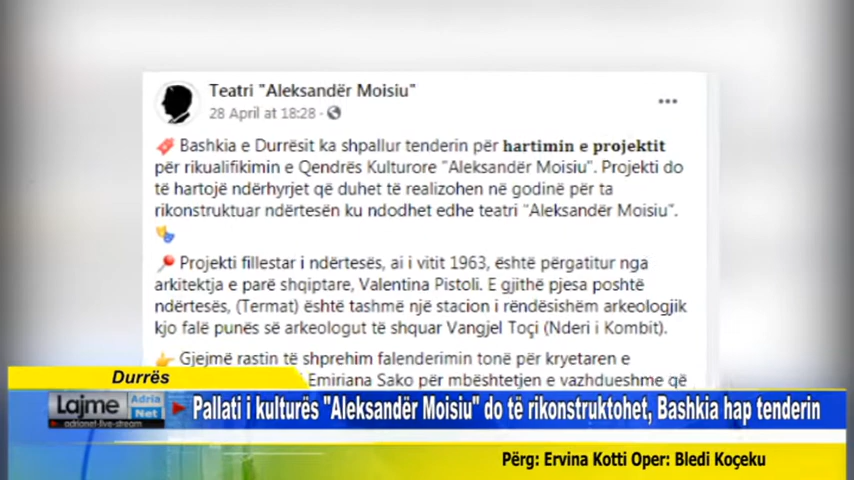 Teatri "Aleksandër Moisiu"
28 April at 18:28 ·
Bashkia e Durrësit ka shpallur tenderin për hartimin e projektit
për rikualifikimin e Qendrës Kulturore "Aleksandër Moisiu". Projekti do
të hartojë ndërhyrjet që duhet të realizohen në godinë për ta
rikonstruktuar ndërtesën ku ndodhet edhe teatri "Aleksandër Moisiu".
Projekti fillestar i ndërtesës, ai i vitit 1963, është përgatitur nga
arkitektja e parë shqiptare, Valentina Pistoli. E gjithë pjesa poshtë
ndërtesës, (Termat) është tashmë një stacion i rëndësishëm arkeologjik
kjo falë punës së arkeologut të shquar Vangjel Toçi (Nderi i Kombit).
Gjejmë rastin të shprehim falenderimin tonë për kryetaren e
Emiriana Sako për mbështetjen e vazhdueshme që
Durrës
Lajme Adria Net
adrionet-live-stream
Pallati i kulturës "Aleksandër Moisiu" do të rikonstruktohet, Bashkia hap tenderin
Përg: Ervina Kotti Oper: Bledi Koçeku